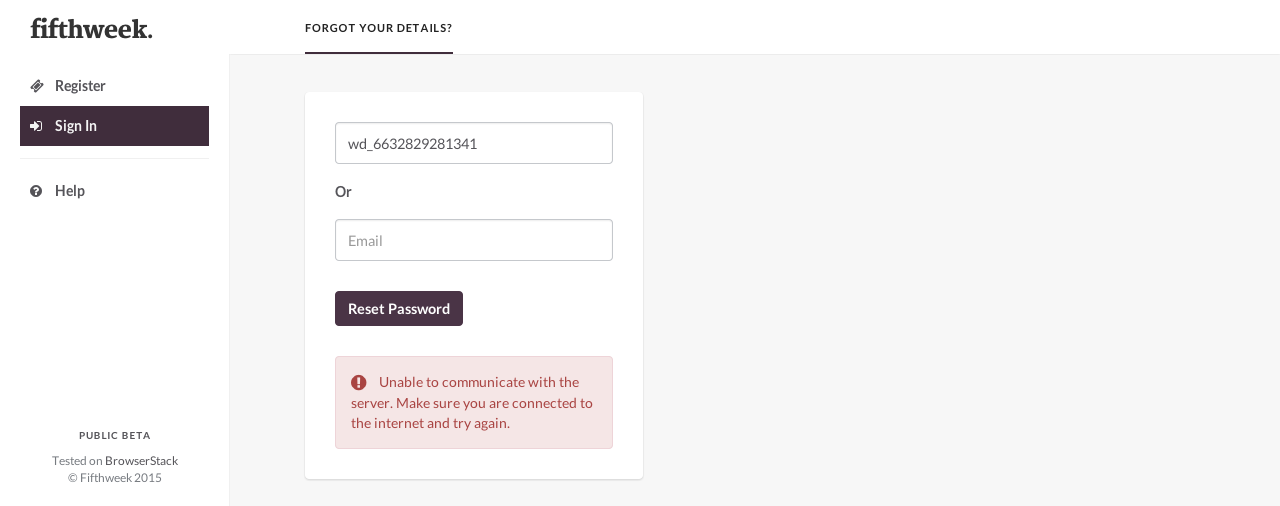 fifthweek.
Register
Sign In
Help
PUBLIC BETA
Tested on BrowserStack
© Fifthweek 2015
FORGOT YOUR DETAILS?
wd_6632829281341
Or
Email
Reset Password
Unable to communicate with the
server. Make sure you are connected to
the internet and try again.